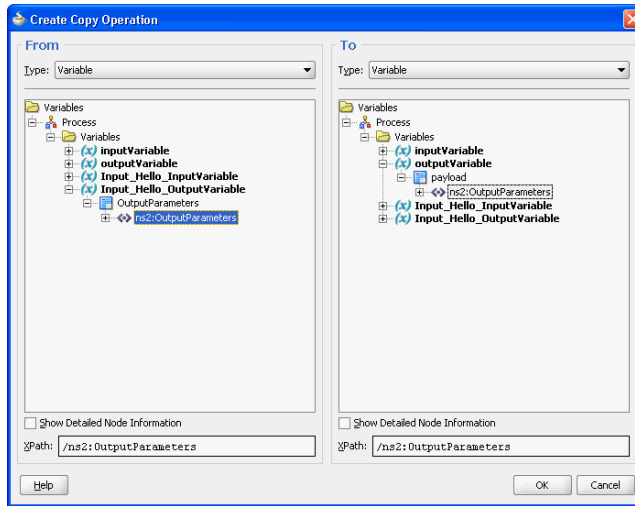 Create Copy Operation
From
Type: Variable
Variables
Process
Variables
(x) inputVariable
(x) outputVariable
(x) Input_Hello_InputVariable
(x) Input_Hello_OutputVariable
OutputParameters
ns2:OutputParameters
Show Detailed Node Information
XPath: /ns2:OutputParameters
To
Type: Variable
Variables
Process
Variables
(x) inputVariable
(x) outputVariable
payload
ns2:OutputParameters
(x) Input_Hello_InputVariable
(x) Input_Hello_OutputVariable
Show Detailed Node Information
XPath: /ns2:OutputParameters
Help
OK
Cancel